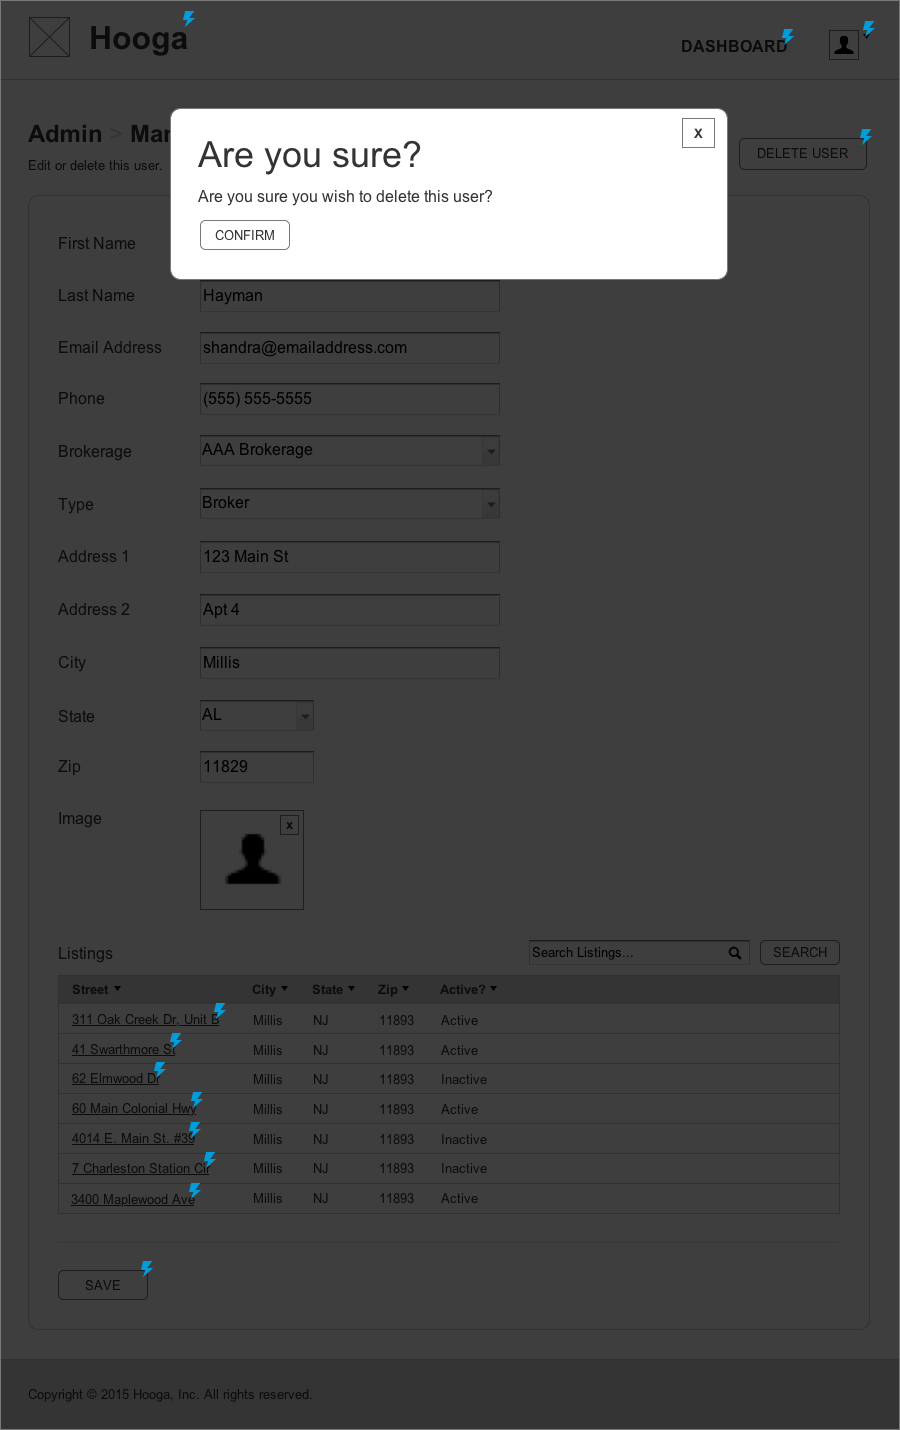 Hooga
DASHBOARD
Admin > Mar
Edit or delete this user.
DELETE USER
x
Are you sure?
Are you sure you wish to delete this user?
CONFIRM
First Name
Last Name Hayman
Email Address shandra@emailaddress.com
Phone (555) 555-5555
Brokerage AAA Brokerage
Type Broker
Address 1 123 Main St
Address 2 Apt 4
City Millis
State AL
Zip 11829
Image x
Listings Search Listings... SEARCH
Street City State Zip Active?
311 Oak Creek Dr, Unit B Millis NJ 11893 Active
41 Swarthmore St Millis NJ 11893 Active
62 Elmwood Dr Millis NJ 11893 Inactive
60 Main Colonial Hwy Millis NJ 11893 Active
4014 E. Main St. #39 Millis NJ 11893 Inactive
7 Charleston Station Cir Millis NJ 11893 Inactive
3400 Maplewood Ave Millis NJ 11893 Active
SAVE
Copyright © 2015 Hooga, Inc. All rights reserved.